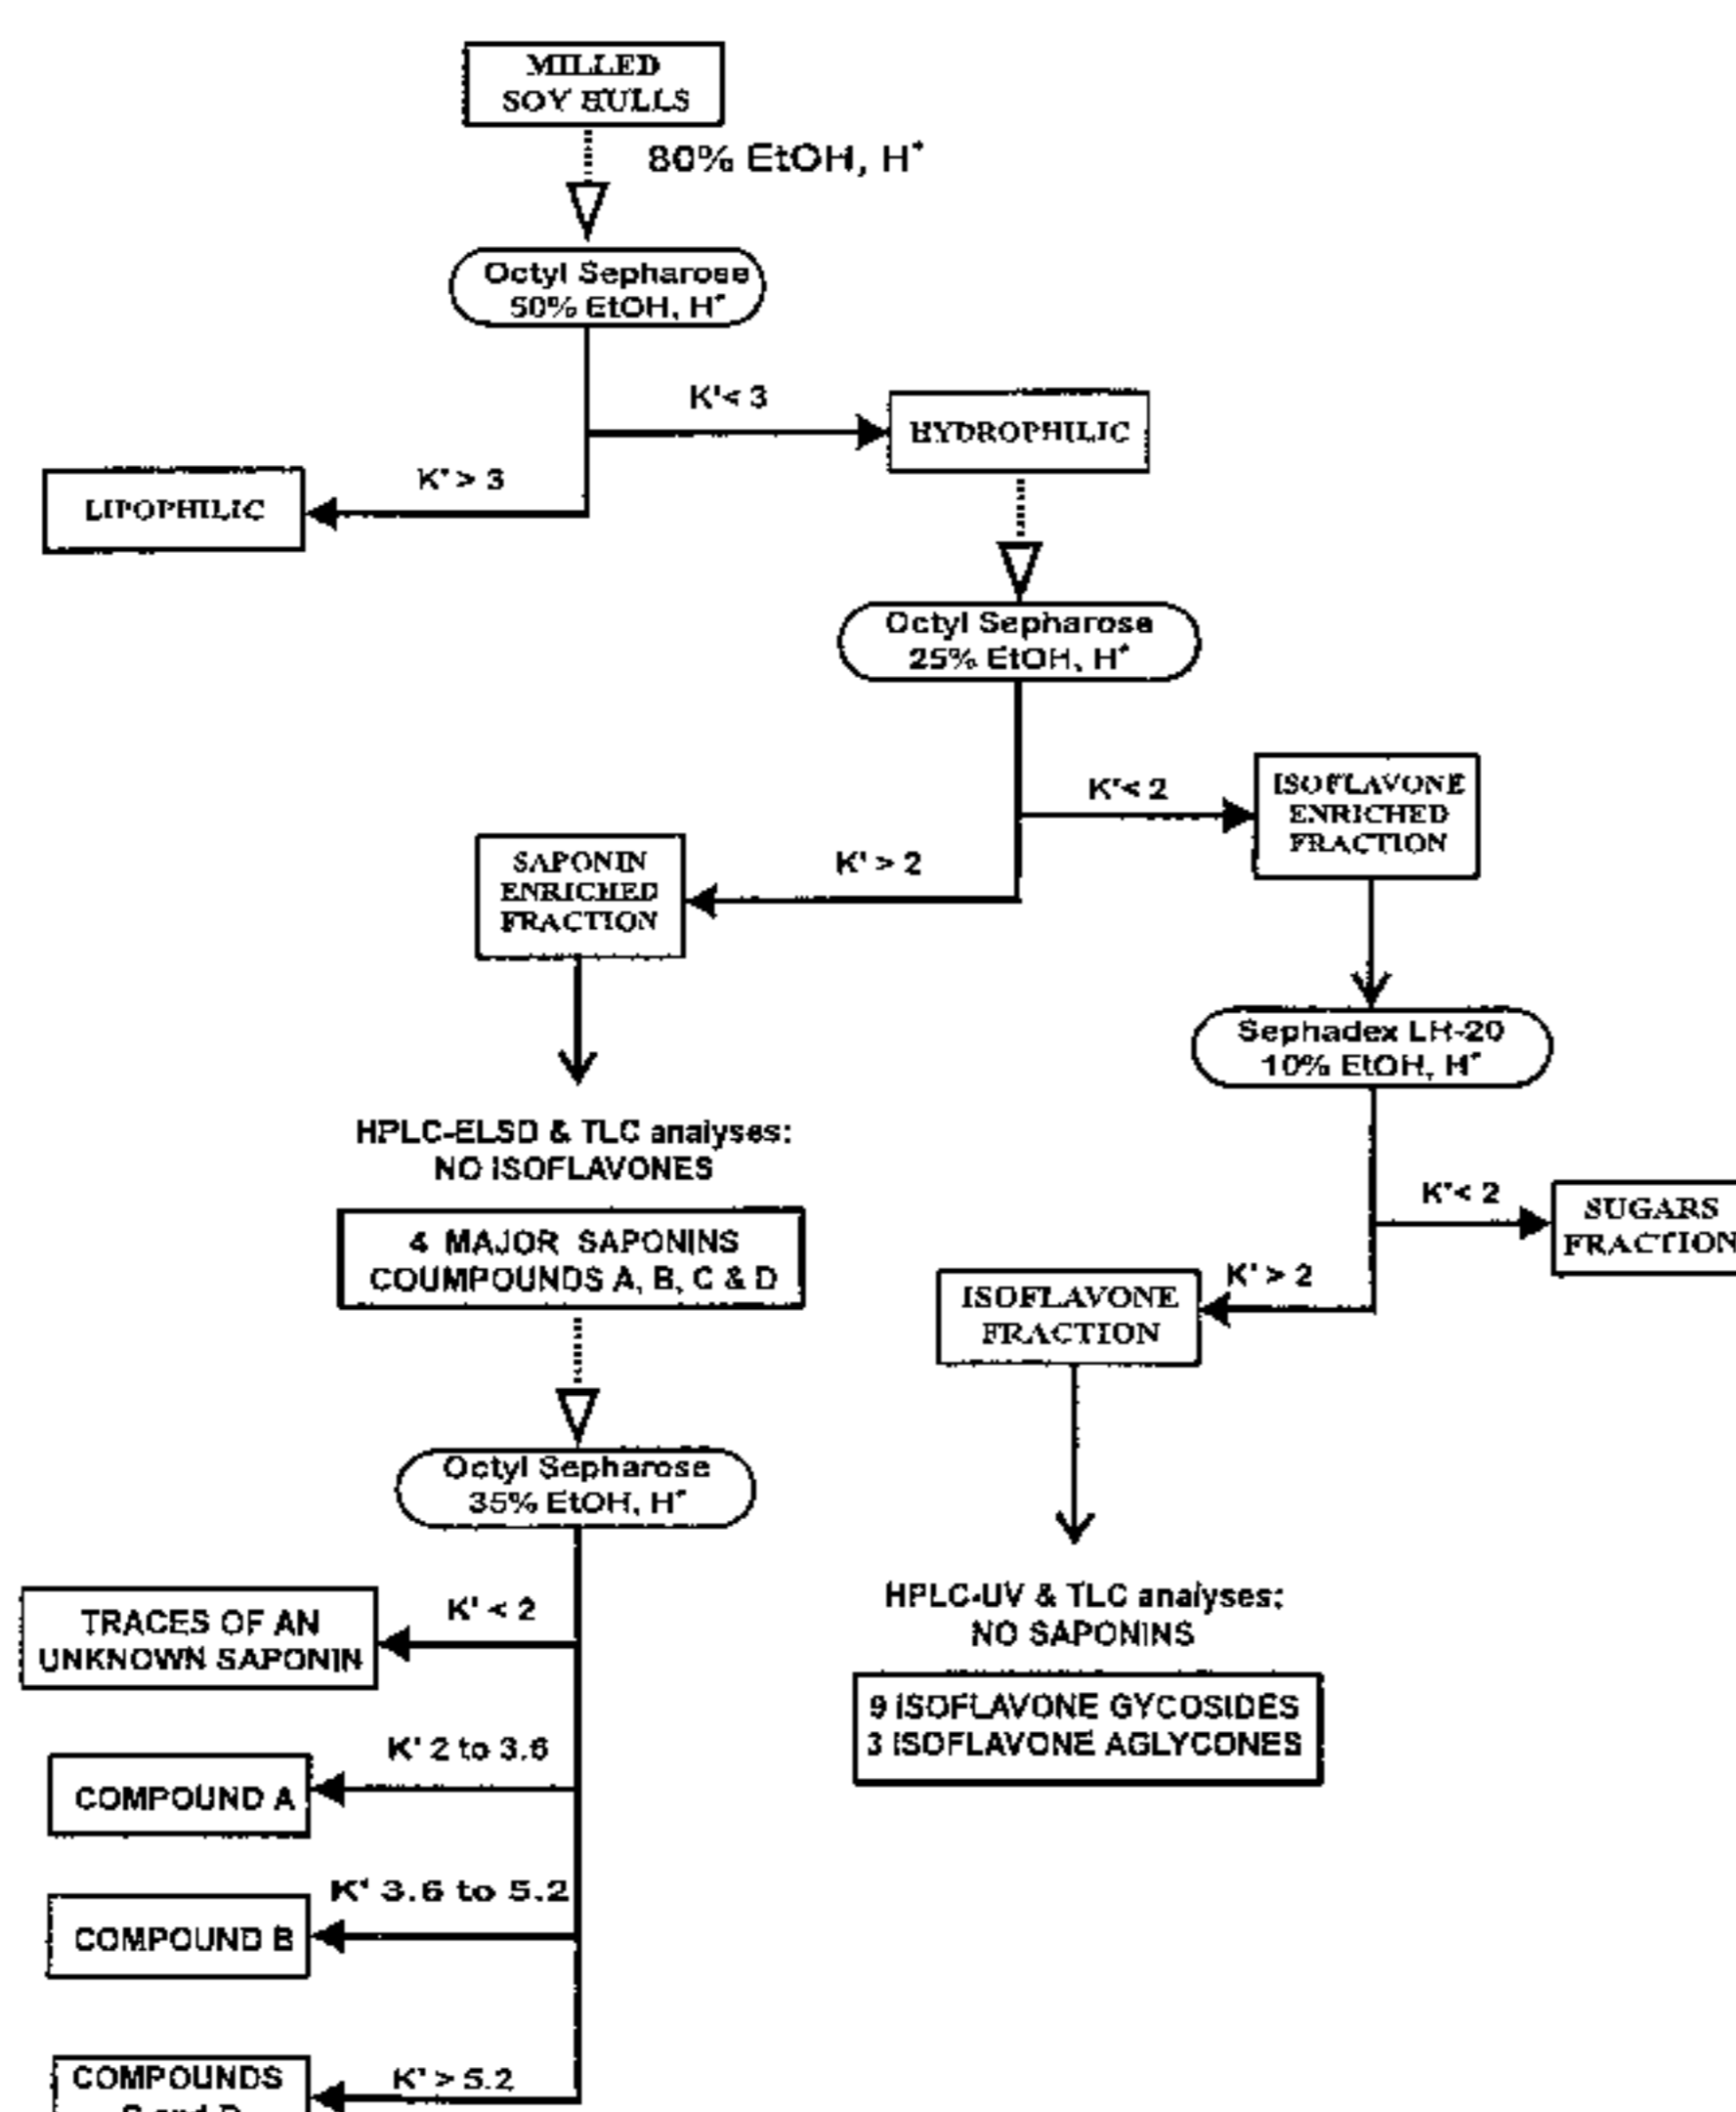 MILLED
SOY HULLS
80% EtOH, H⁺
Octyl Sepharose
50% EtOH, H⁺
K'< 3
HYDROPHILIC
K' > 3
LIPOPHILIC
Octyl Sepharose
25% EtOH, H⁺
K'< 2
ISOFLAVONE
ENRICHED
FRACTION
K' > 2
SAPONIN
ENRICHED
FRACTION
Sephadex LH-20
10% EtOH, H⁺
HPLC-ELSD & TLC analyses:
NO ISOFLAVONES
K'< 2
SUGARS
FRACTION
4 MAJOR SAPONINS
COUMPOUNDS A, B, C & D
K' > 2
ISOFLAVONE
FRACTION
Octyl Sepharose
35% EtOH, H⁺
K' < 2
TRACES OF AN
UNKNOWN SAPONIN
HPLC-UV & TLC analyses:
NO SAPONINS
9 ISOFLAVONE GYCOSIDES
3 ISOFLAVONE AGLYCONES
K' 2 to 3.6
COMPOUND A
K' 3.6 to 5.2
COMPOUND B
K' > 5.2
COMPOUNDS
C and D